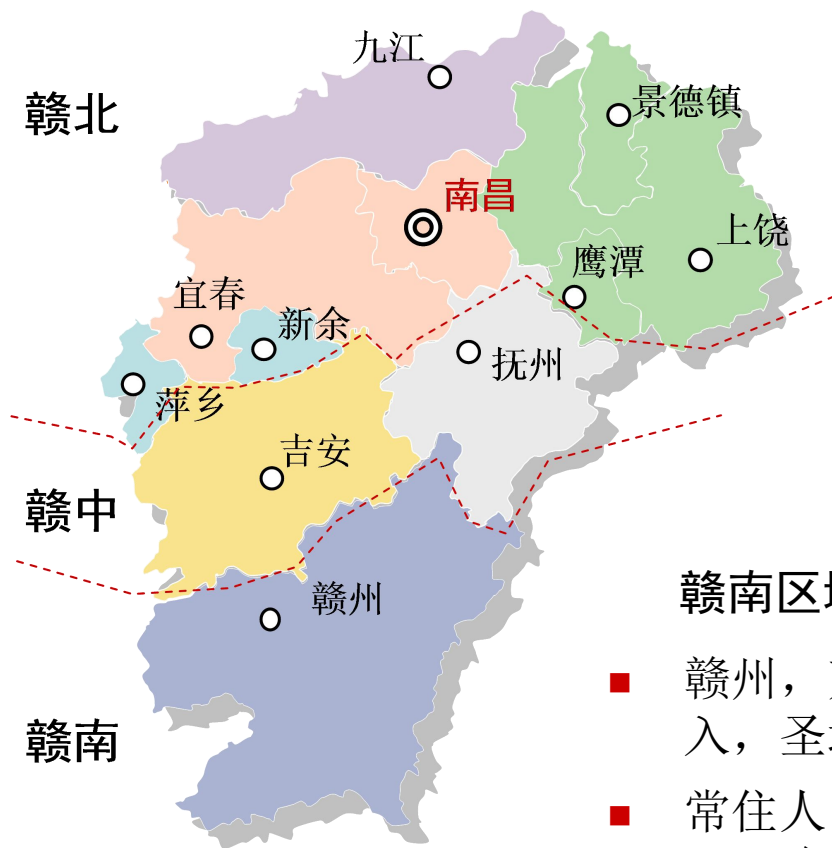 九江
赣北
景德镇
南昌
上饶
鹰潭
宜春
新余
抚州
萍乡
吉安
赣中
赣州
赣南区
赣州，
入，圣
赣南
常住人